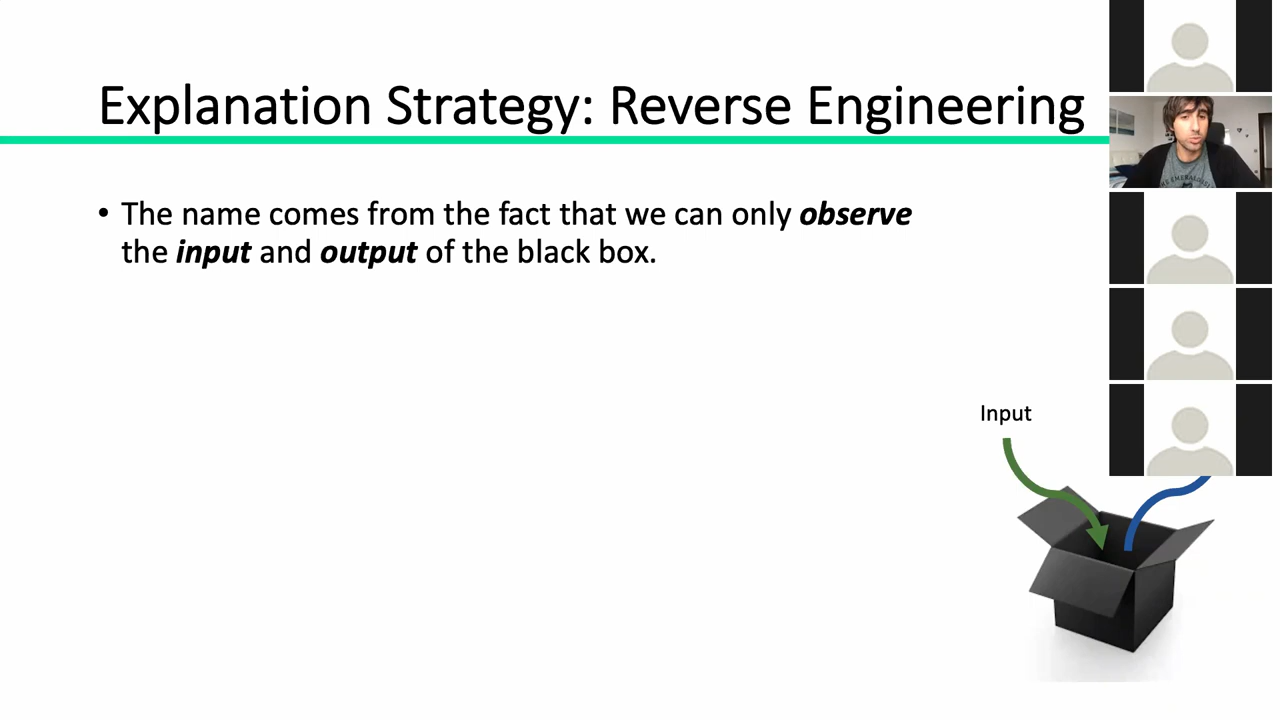 Explanation Strategy: Reverse Engineering
• The name comes from the fact that we can only observe
the input and output of the black box.
Input